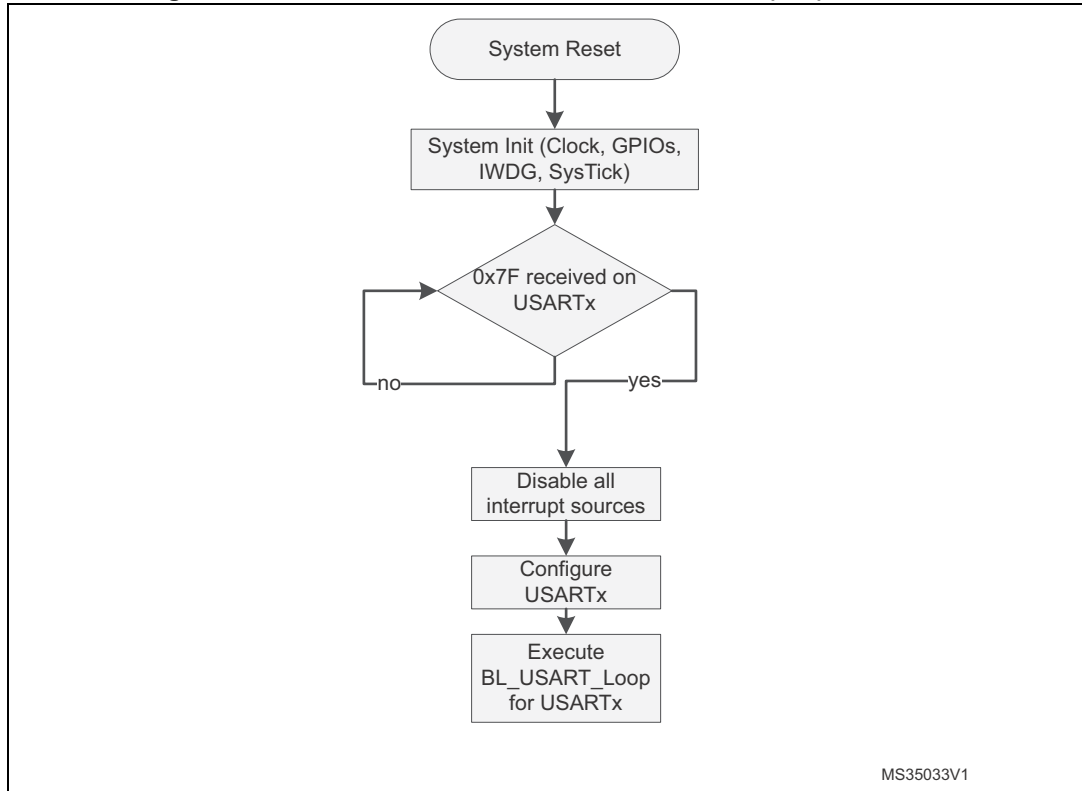 System Reset
System Init (Clock, GPIOs,
IWDG, SysTick)
0x7F received on
USARTx
no
yes
Disable all
interrupt sources
Configure
USARTx
Execute
BL_USART_Loop
for USARTx
MS35033V1